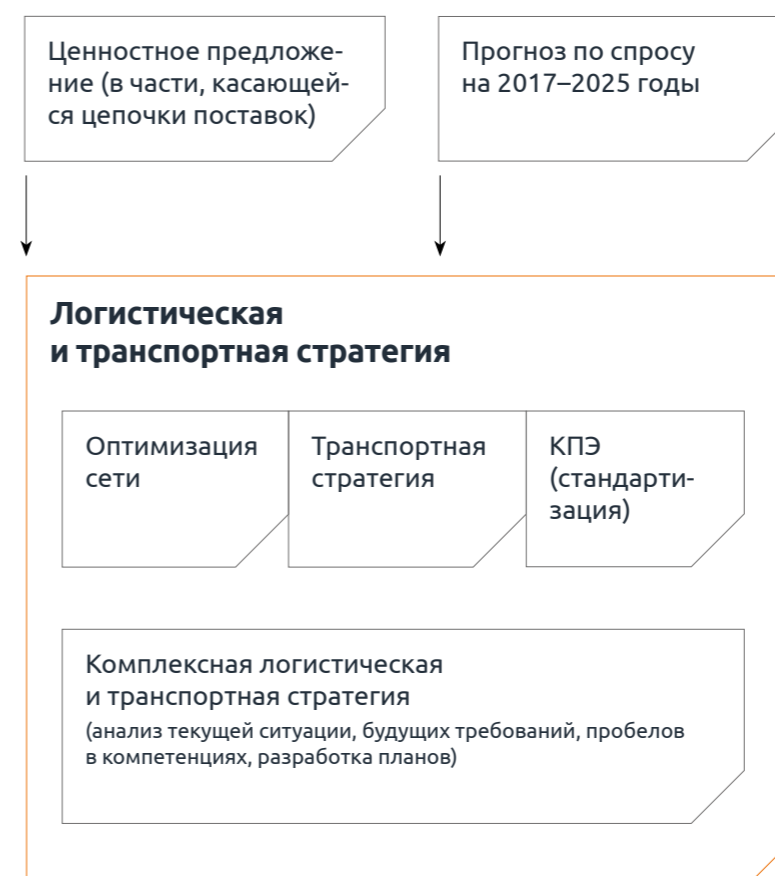 Ценностное предложе-
ние (в части, касающей-
ся цепочки поставок)
Прогноз по спросу
на 2017–2025 годы
Логистическая
и транспортная стратегия
Оптимизация
сети
Транспортная
стратегия
КПЭ
(стандарти-
зация)
Комплексная логистическая
и транспортная стратегия
(анализ текущей ситуации, будущих требований, пробелов
в компетенциях, разработка планов)